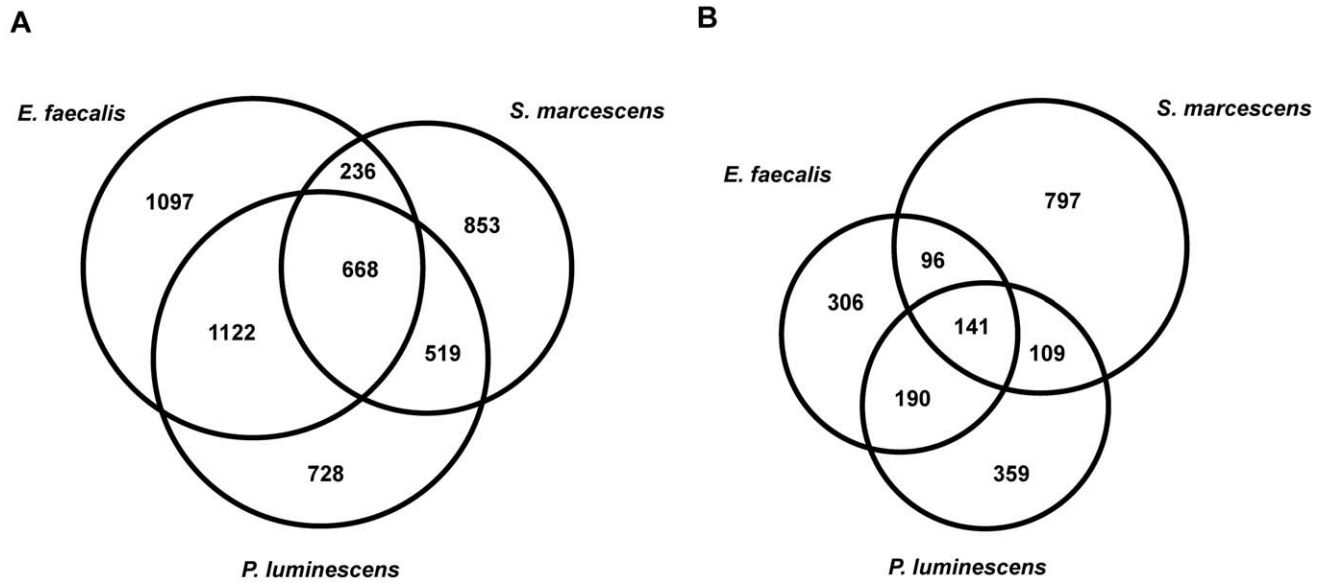 A
E. faecalis
S. marcescens
236
1097
853
668
1122
519
728
P. luminescens
B
S. marcescens
E. faecalis
797
96
306
141
109
190
359
P. luminescens